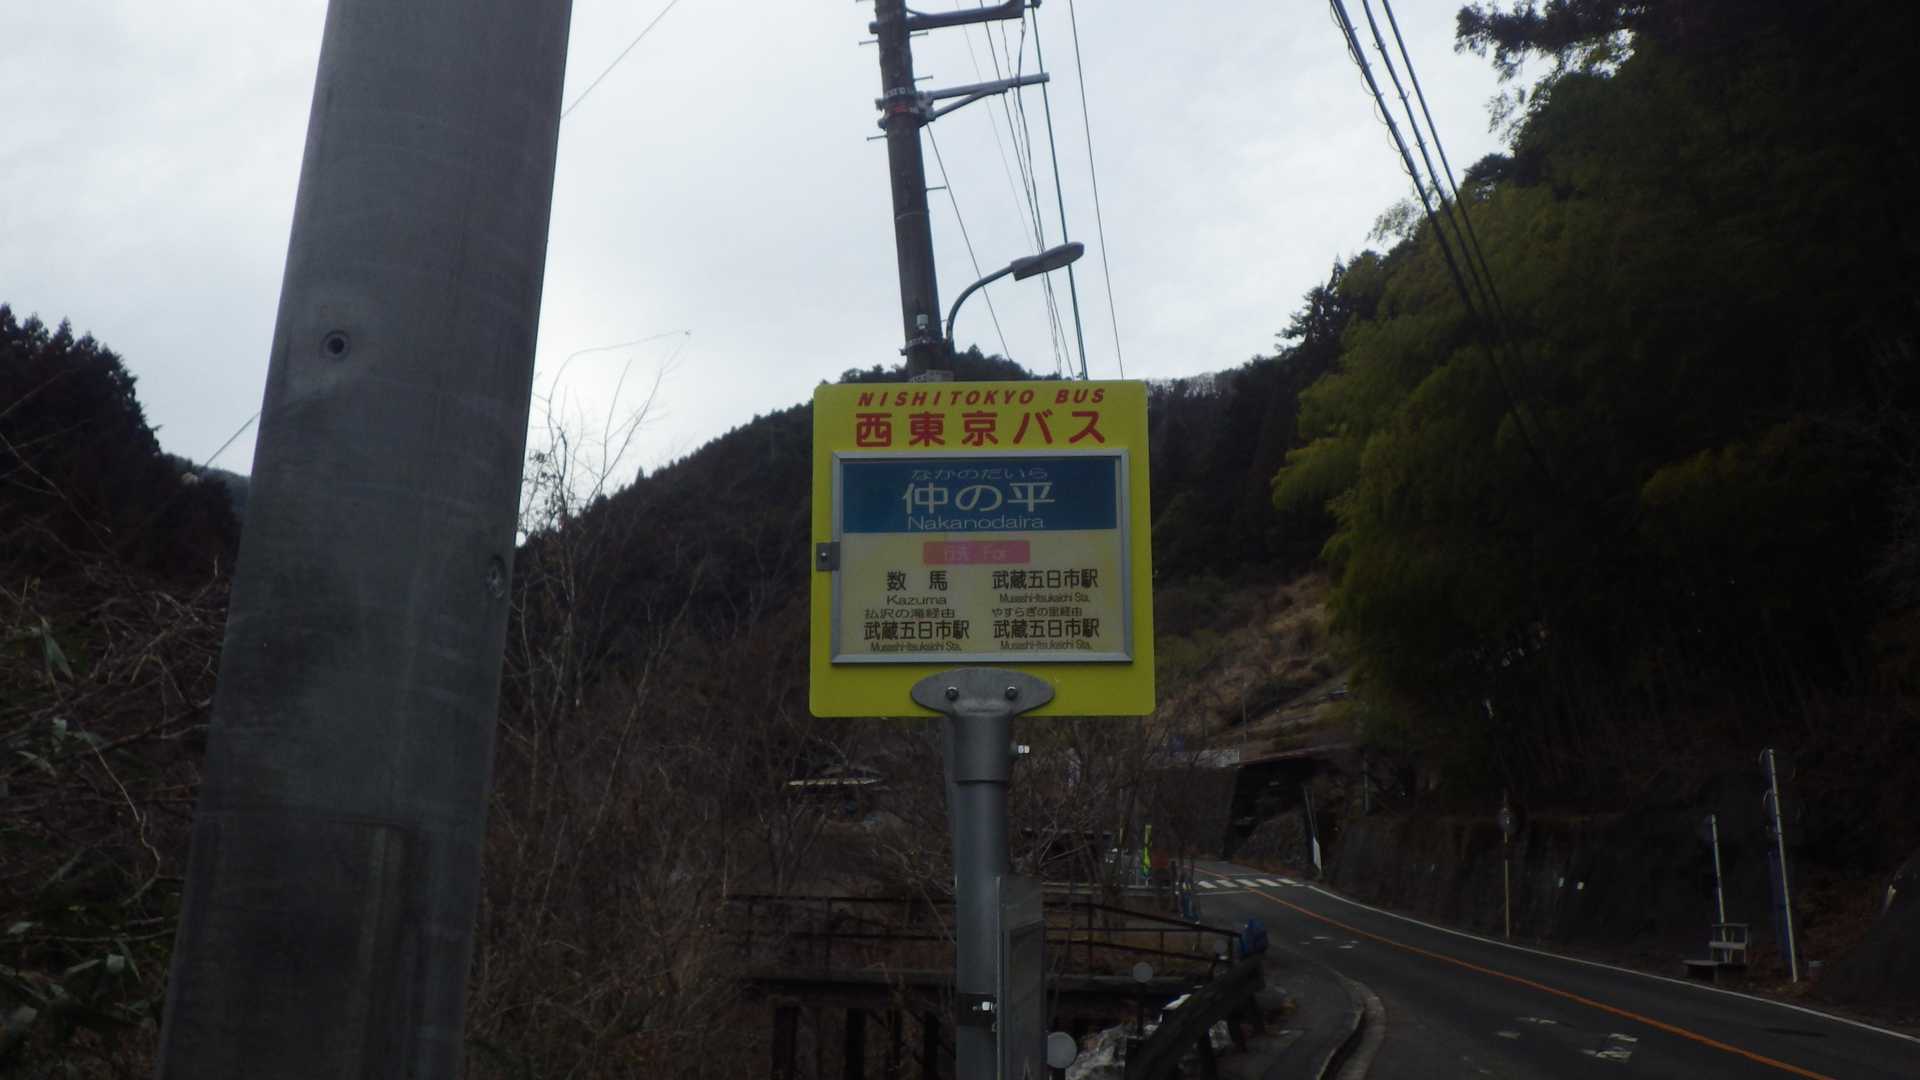 NISHITOKYO BUS
西東京バス
なかのだいら
仲の平
Nakanodaira
行先 For
数馬
Kazuma
武蔵五日市駅
Musashi-Itsukaichi Sta.
払沢の滝経由
武蔵五日市駅
Musashi-Itsukaichi Sta.
やすらぎの里経由
武蔵五日市駅
Musashi-Itsukaichi Sta.